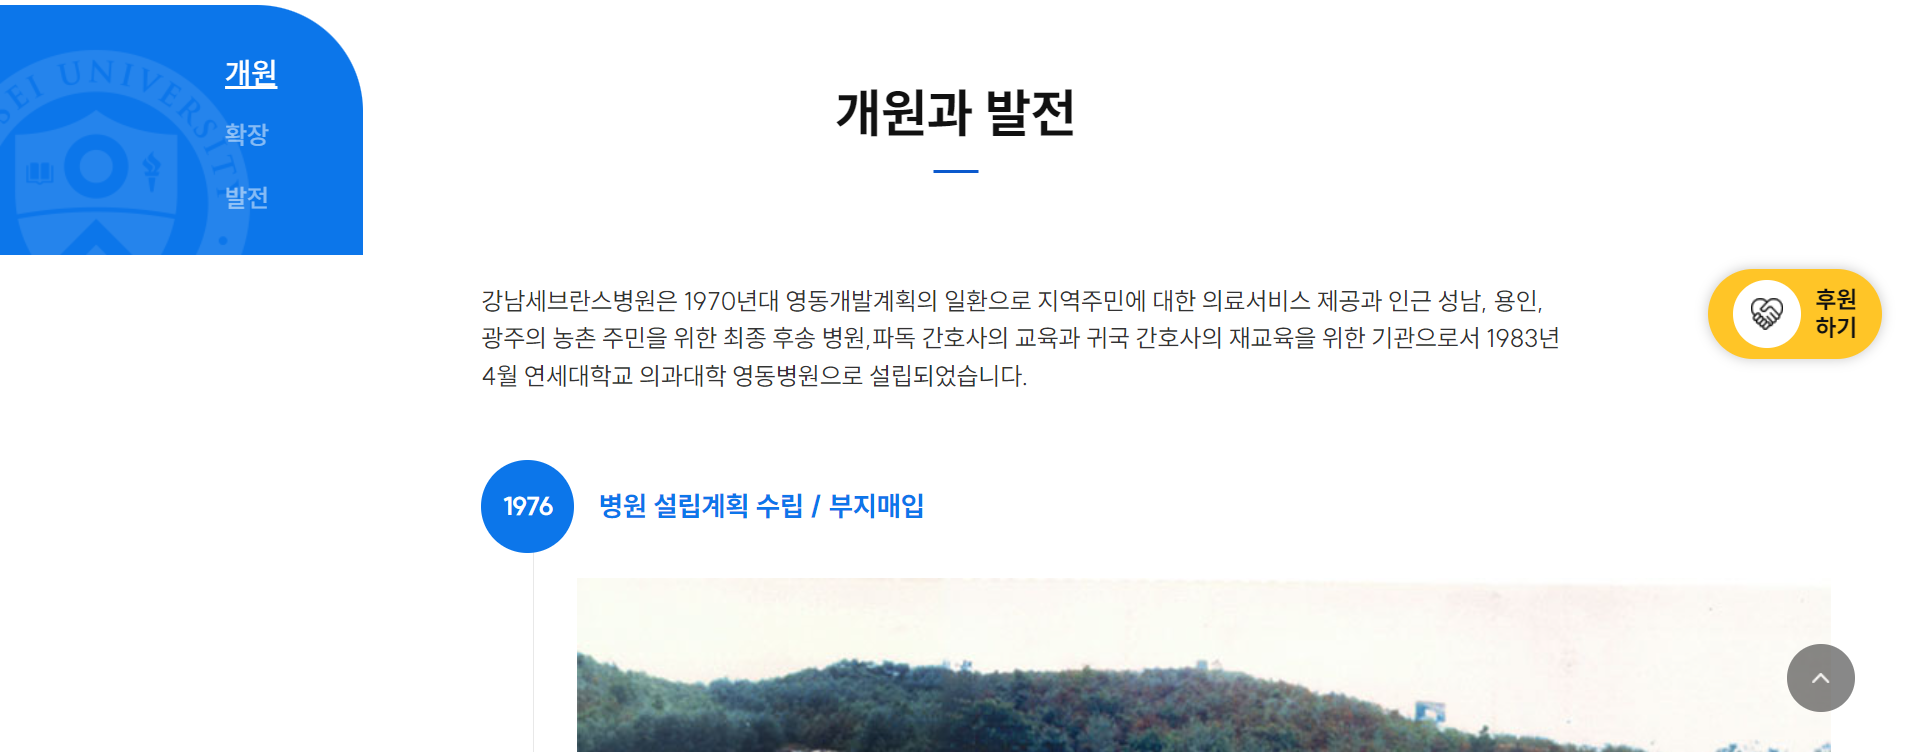 SEI UNIVERSITY
개원
확장
발전
개원과 발전
강남세브란스병원은 1970년대 영동개발계획의 일환으로 지역주민에 대한 의료서비스 제공과 인근 성남, 용인,
광주의 농촌 주민을 위한 최종 후송 병원,파독 간호사의 교육과 귀국 간호사의 재교육을 위한 기관으로서 1983년
4월 연세대학교 의과대학 영동병원으로 설립되었습니다.
후원
하기
1976
병원 설립계획 수립 / 부지매입